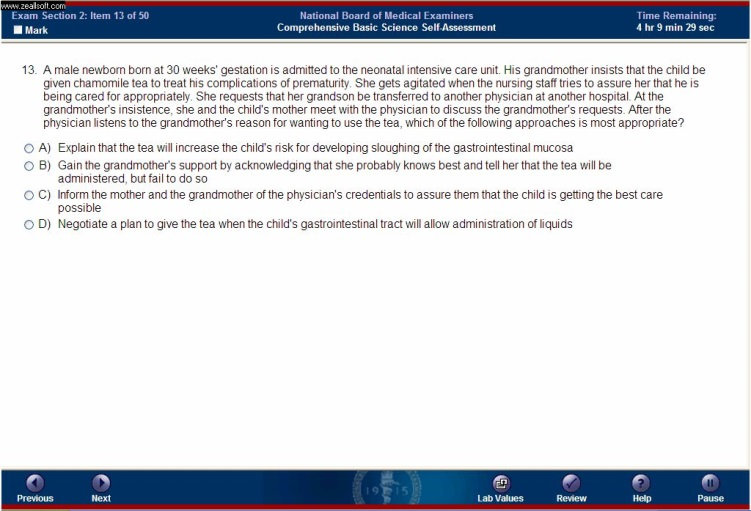 www.zeallsoft.com
Exam Section 2: Item 13 of 50
National Board of Medical Examiners
Time Remaining:
Mark
Comprehensive Basic Science Self-Assessment
4 hr 9 min 29 sec
13. A male newborn born at 30 weeks' gestation is admitted to the neonatal intensive care unit. His grandmother insists that the child be
given chamomile tea to treat his complications of prematurity. She gets agitated when the nursing staff tries to assure her that he is
being cared for appropriately. She requests that her grandson be transferred to another physician at another hospital. At the
grandmother's insistence, she and the child's mother meet with the physician to discuss the grandmother's requests. After the
physician listens to the grandmother's reason for wanting to use the tea, which of the following approaches is most appropriate?
A) Explain that the tea will increase the child's risk for developing sloughing of the gastrointestinal mucosa
B) Gain the grandmother's support by acknowledging that she probably knows best and tell her that the tea will be
administered, but fail to do so
C) Inform the mother and the grandmother of the physician's credentials to assure them that the child is getting the best care
possible
D) Negotiate a plan to give the tea when the child's gastrointestinal tract will allow administration of liquids
19 15
Previous
Next
Lab Values
Review
Help
Pause